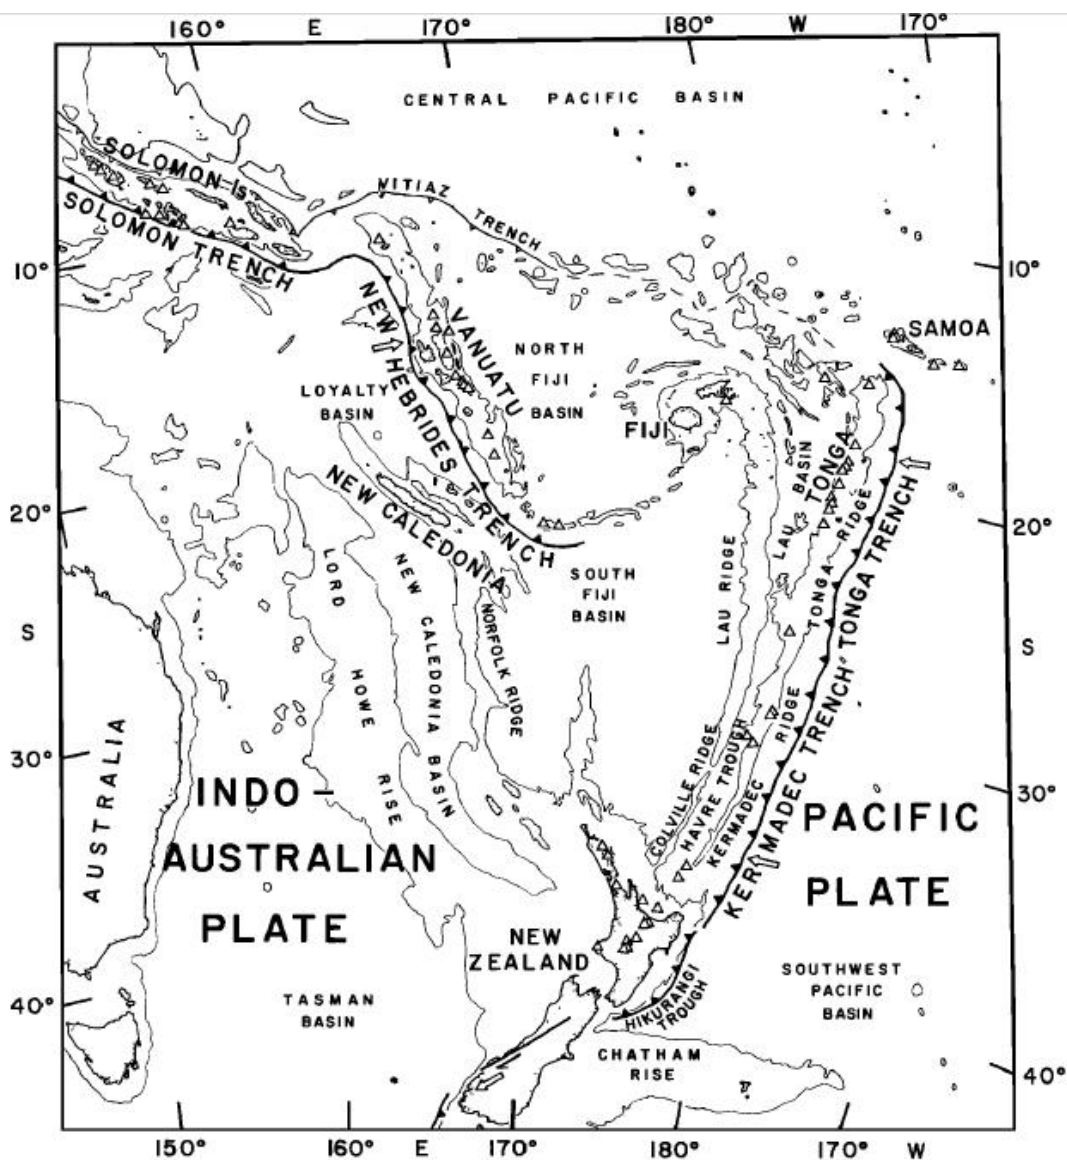 160° E 170° 180° W 170°
CENTRAL PACIFIC BASIN
SOLOMON Is
VITIAZ TRENCH
SOLOMON TRENCH
10°
10°
SAMOA
NEW HEBRIDES TRENCH
VANUATU
NORTH
FIJI
BASIN
LOYALTY
BASIN
FIJI
LAU BASIN
TONGA
NEW CALEDONIA
20°
20°
LORD HOWE RISE
NEW CALEDONIA BASIN
NORFOLK RIDGE
SOUTH
FIJI
BASIN
LAU RIDGE
TONGA RIDGE
TONGA TRENCH
S
S
AUSTRALIA
30°
30°
INDO-
AUSTRALIAN
PLATE
COLVILLE RIDGE
HAVRE TROUGH
KERMADEC RIDGE
KERMADEC TRENCH
PACIFIC
PLATE
NEW
ZEALAND
HIKURANGI
TROUGH
SOUTHWEST
PACIFIC
BASIN
TASMAN
BASIN
40°
CHATHAM
RISE
40°
150° 160° E 170° 180° 170° W